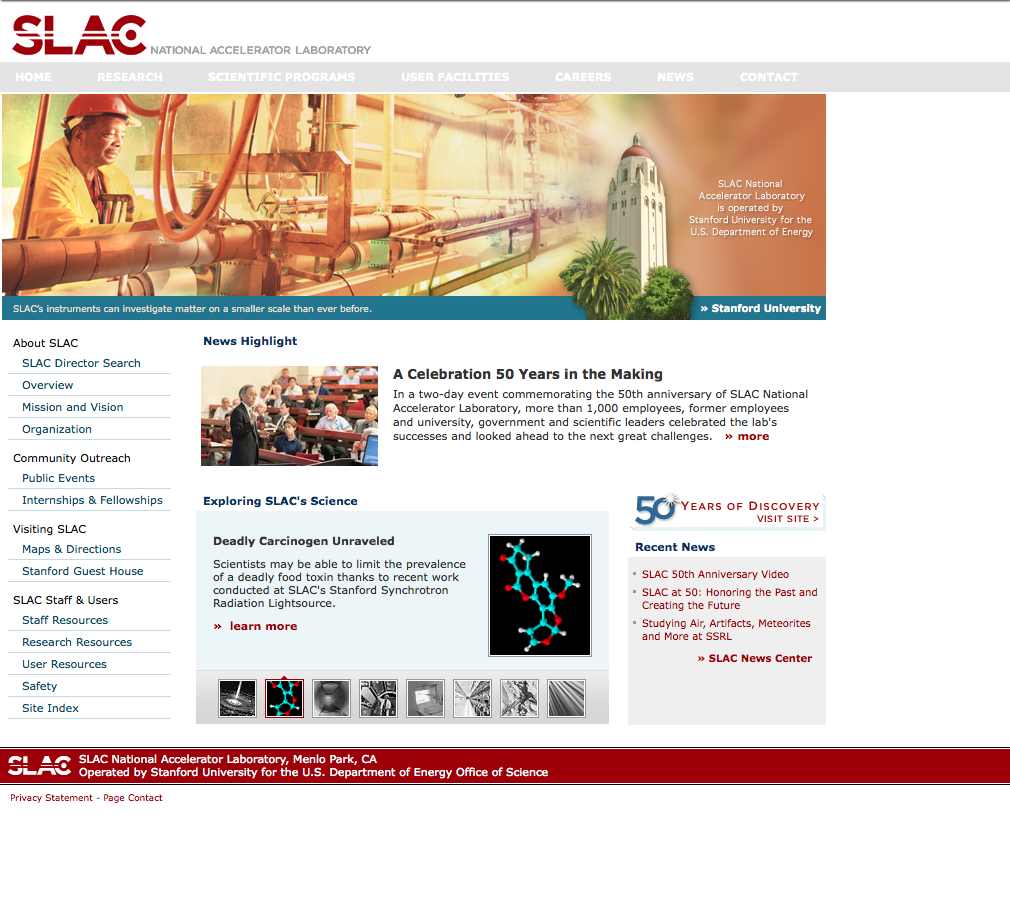 SLAC NATIONAL ACCELERATOR LABORATORY
HOME RESEARCH SCIENTIFIC PROGRAMS USER FACILITIES CAREERS NEWS CONTACT
SLAC National
Accelerator Laboratory
is operated by
Stanford University for the
U.S. Department of Energy
SLAC's instruments can investigate matter on a smaller scale than ever before.
» Stanford University
About SLAC
SLAC Director Search
Overview
Mission and Vision
Organization
Community Outreach
Public Events
Internships & Fellowships
Visiting SLAC
Maps & Directions
Stanford Guest House
SLAC Staff & Users
Staff Resources
Research Resources
User Resources
Safety
Site Index
News Highlight
A Celebration 50 Years in the Making
In a two-day event commemorating the 50th anniversary of SLAC National
Accelerator Laboratory, more than 1,000 employees, former employees
and university, government and scientific leaders celebrated the lab's
successes and looked ahead to the next great challenges. » more
Exploring SLAC's Science
Deadly Carcinogen Unraveled
Scientists may be able to limit the prevalence
of a deadly food toxin thanks to recent work
conducted at SLAC's Stanford Synchrotron
Radiation Lightsource.
» learn more
50 YEARS OF DISCOVERY
VISIT SITE >
Recent News
SLAC 50th Anniversary Video
SLAC at 50: Honoring the Past and
Creating the Future
Studying Air, Artifacts, Meteorites
and More at SSRL
» SLAC News Center
SLAC
SLAC National Accelerator Laboratory, Menlo Park, CA
Operated by Stanford University for the U.S. Department of Energy Office of Science
Privacy Statement - Page Contact